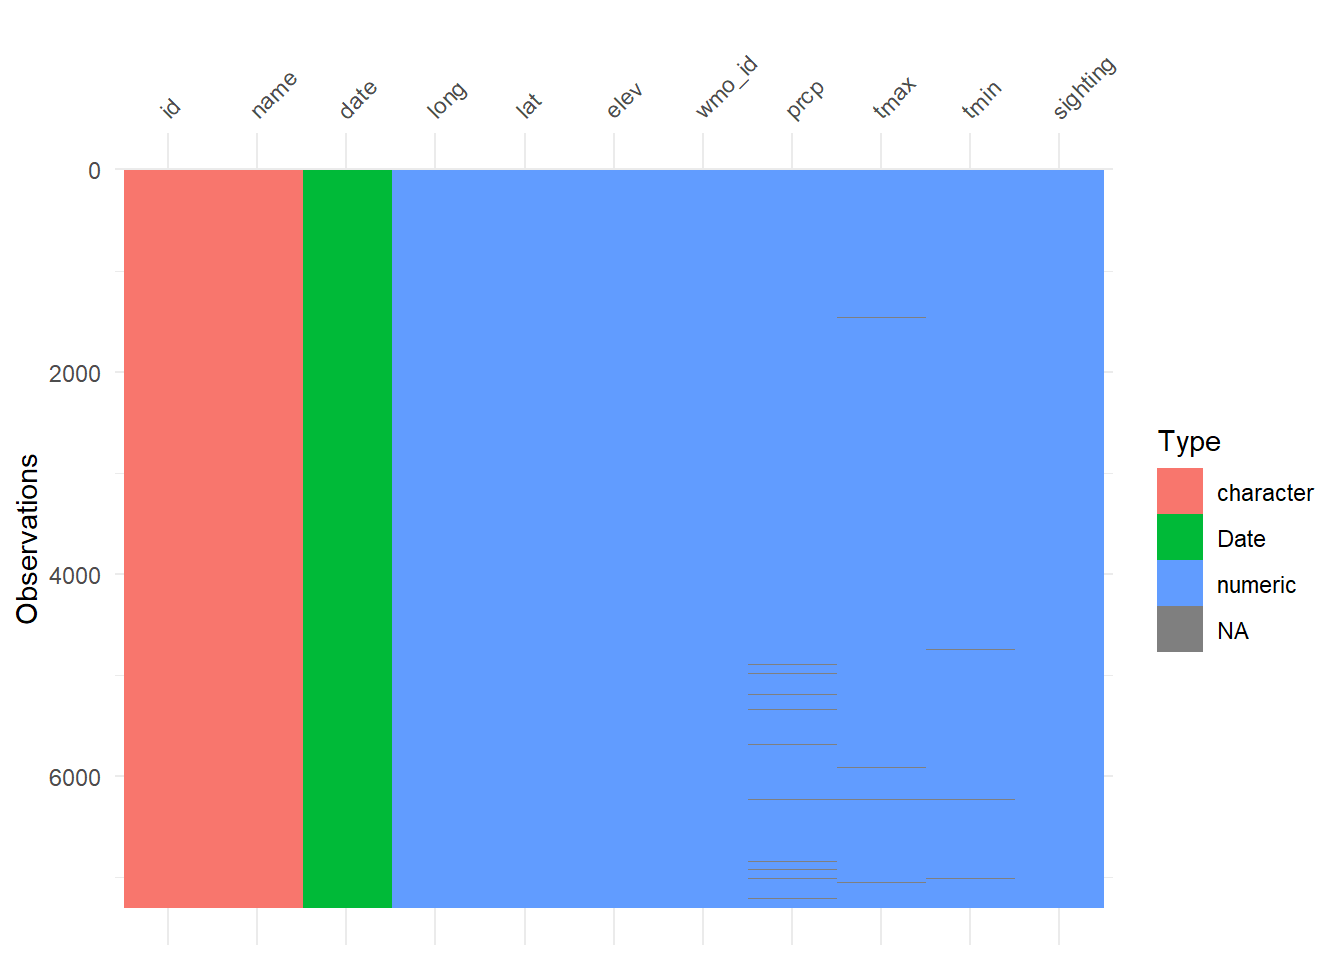 id
name
date
long
lat
elev
wmo_id
prcp
tmax
tmin
sighting
0
2000
4000
6000
Observations
Type
character
Date
numeric
NA